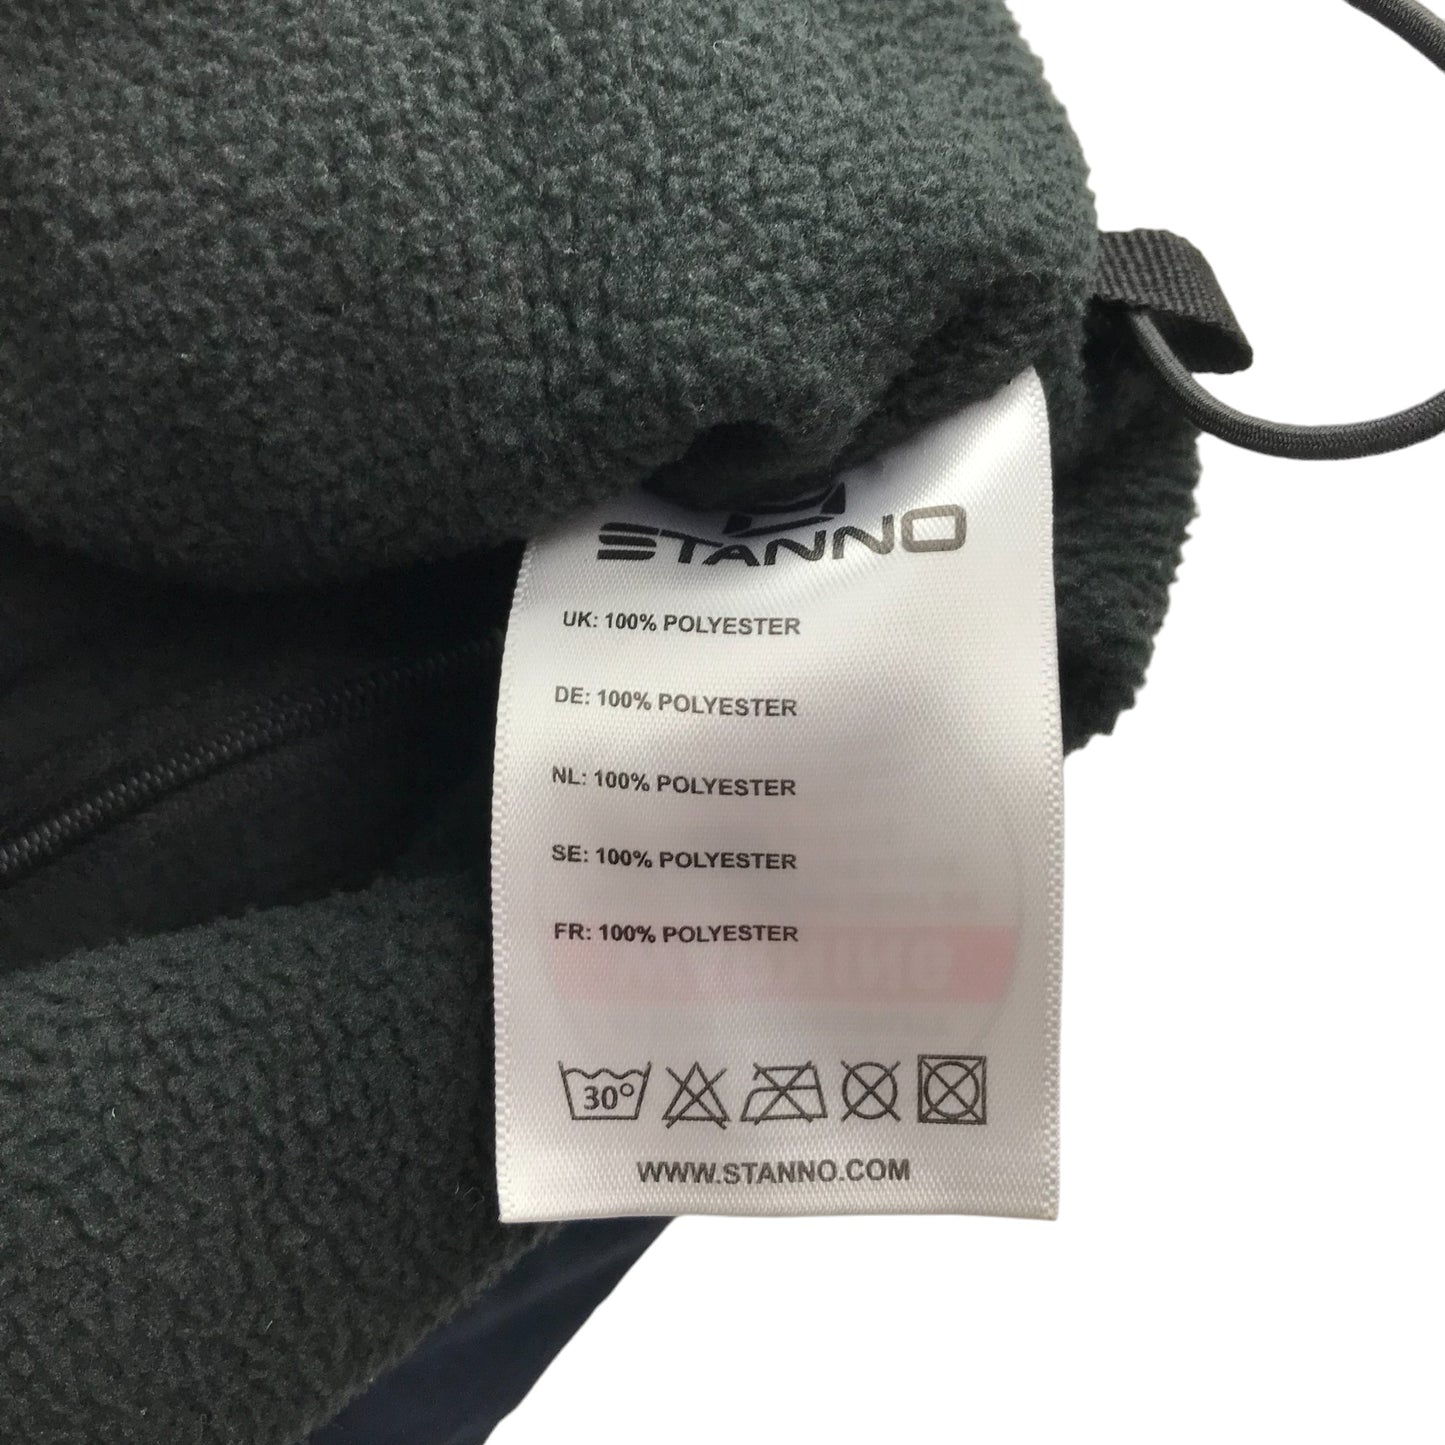 STANNO
UK: 100% POLYESTER
DE: 100% POLYESTER
NL: 100% POLYESTER
SE: 100% POLYESTER
FR: 100% POLYESTER
30°
WWW.STANNO.COM